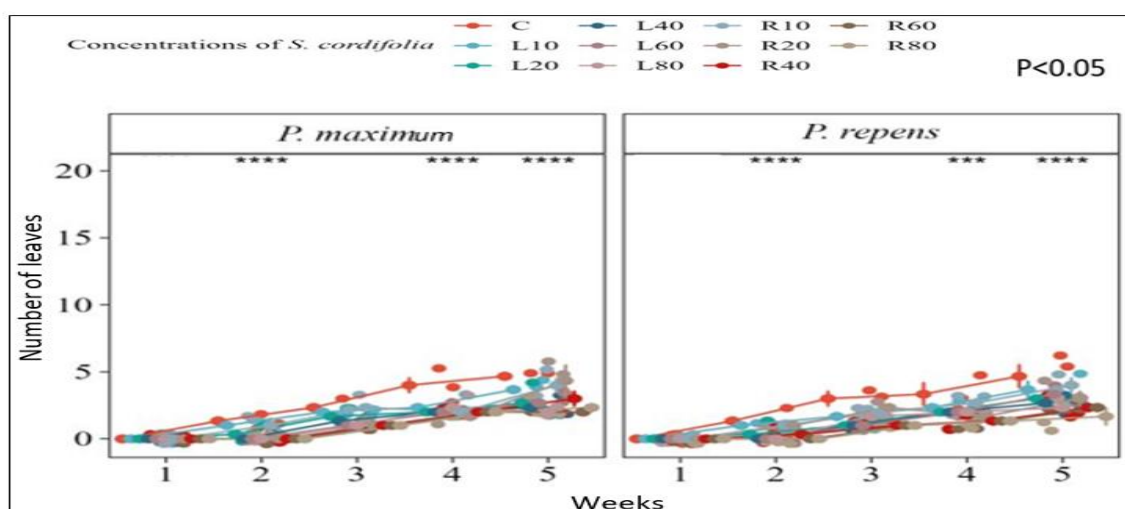 C L40 R10 R60
Concentrations of S. cordifolia L10 L60 R20 R80
L20 L80 R40
P<0.05
P. maximum P. repens
**** **** **** **** *** ****
20
15
10
5
0
Number of leaves
1 2 3 4 5 1 2 3 4 5
Weeks